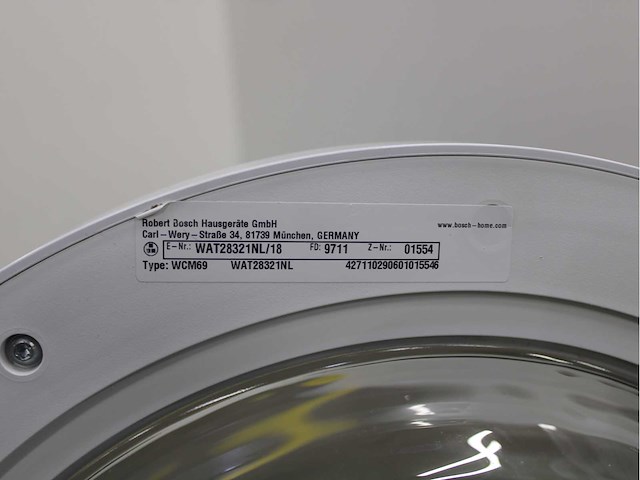 Robert Bosch Hausgeräte GmbH www.bosch-home.com
Carl-Wery-Straße 34, 81739 München, GERMANY
E-Nr.: WAT28321NL/18 FD: 9711 Z-Nr.: 01554
Type: WCM69 WAT28321NL 427110290601015546